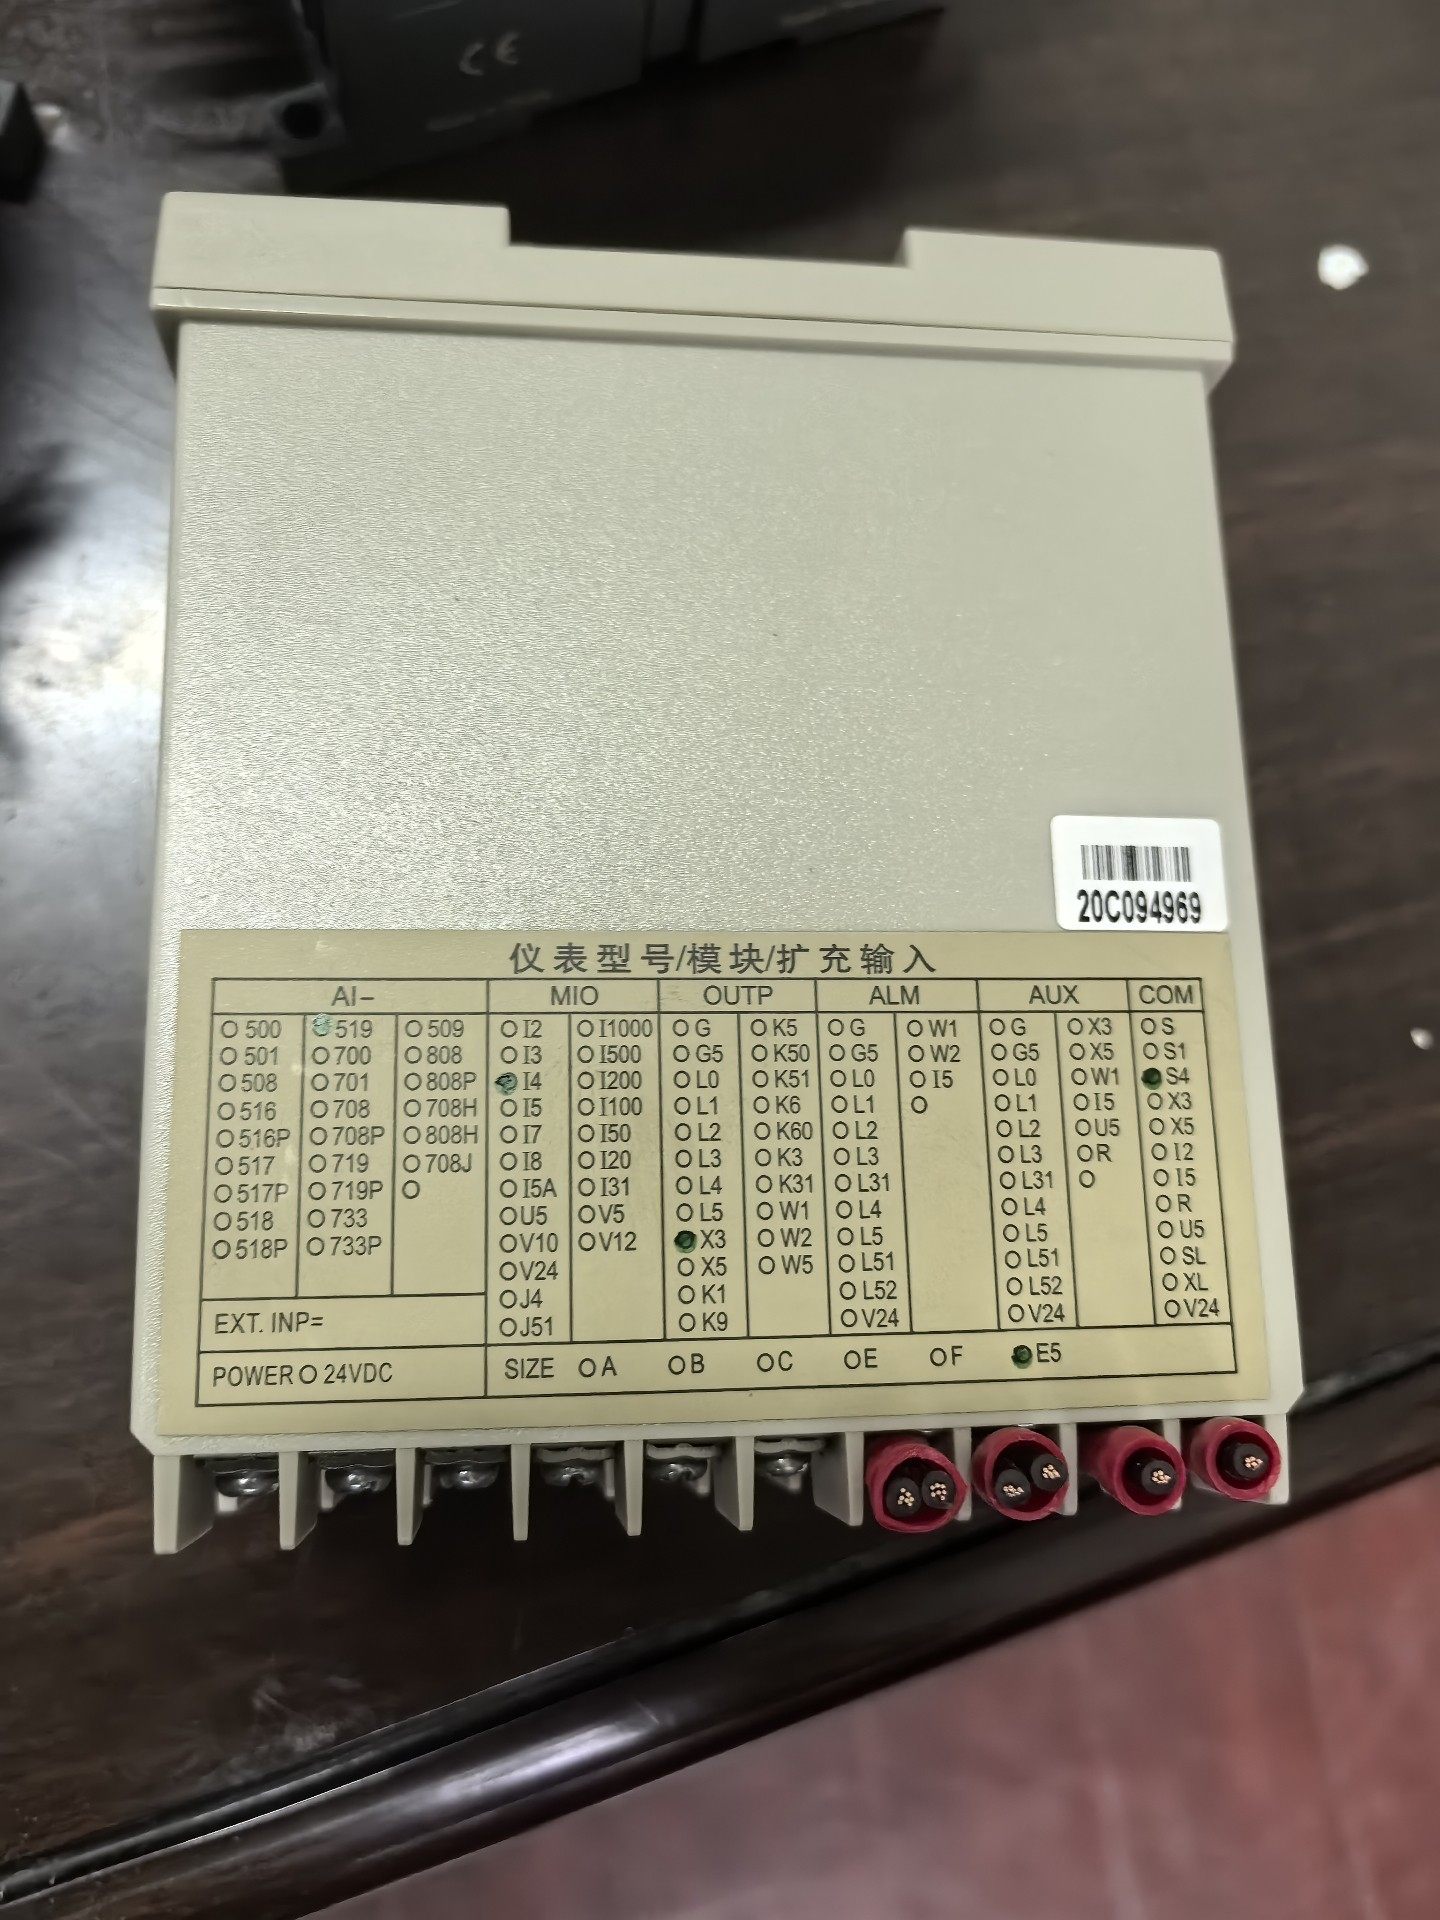 CE
20C094969
仪表型号/模块/扩充输入
AI- MIO OUTP ALM AUX COM
500 519 509 I2 I1000 G K5 G W1 G X3 S
501 700 808 I3 I500 G5 K50 G5 W2 G5 X5 S1
508 701 808P I4 I200 L0 K51 L0 I5 L0 W1 S4
516 708 708H I5 I100 L1 K6 L1 L1 I5 X3
516P 708P 808H I7 I50 L2 K60 L2 L2 U5 X5
517 719 708J I8 I20 L3 K3 L3 L3 R I2
517P 719P I5A I31 L4 K31 L31 L31 I5
518 733 U5 V5 L5 W1 L4 L4 R
518P 733P V10 V12 X3 W2 L5 L5 U5
V24 X5 W5 L51 L51 SL
J4 K1 L52 L52 XL
J51 K9 V24 V24 V24
EXT. INP=
POWER 24VDC SIZE A B C E F E5